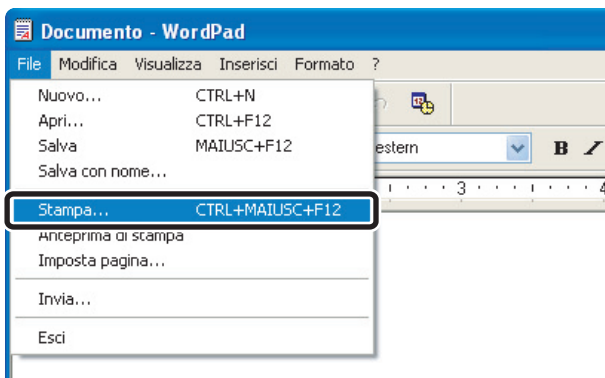 Documento - WordPad
File Modifica Visualizza Inserisci Formato ?
Nuovo... CTRL+N
Apri... CTRL+F12
Salva MAIUSC+F12
estern B I
Salva con nome...
3 4
Stampa... CTRL+MAIUSC+F12
Anteprima di stampa
Imposta pagina...
Invia...
Esci